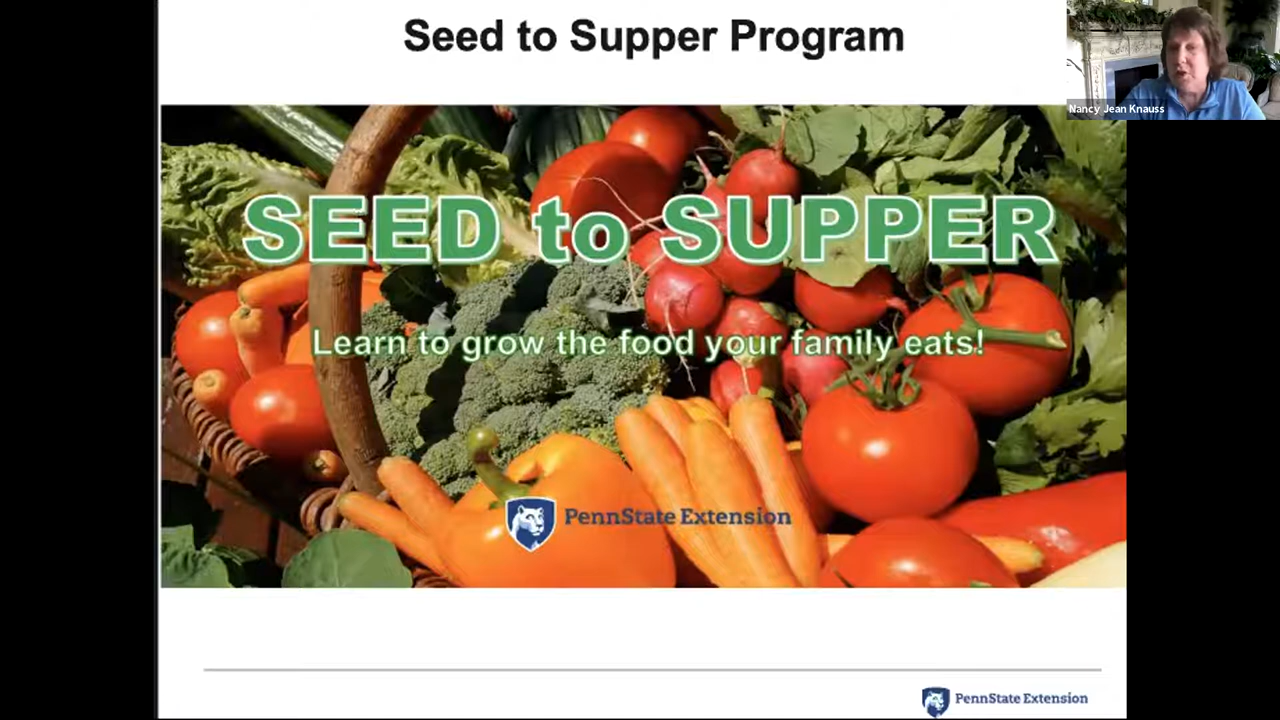 Seed to Supper Program
Nancy Jean Knauss
SEED to SUPPER
Learn to grow the food your family eats!
PennState Extension
PennState Extension